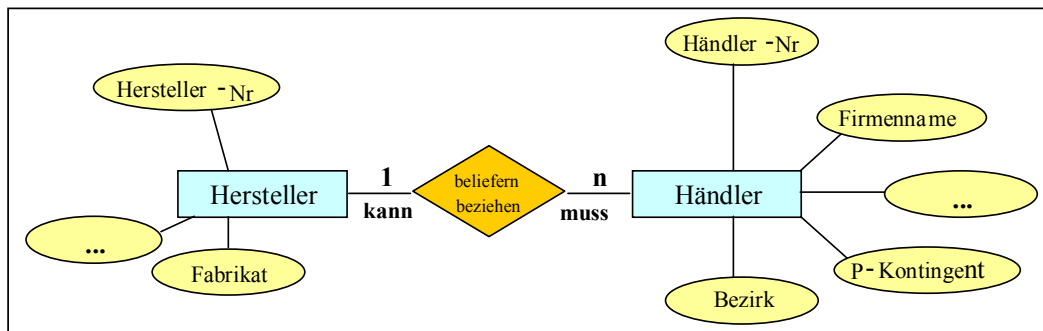 Händler -Nr
Hersteller -Nr
Firmenname
Hersteller
1
kann
beliefern
beziehen
n
muss
Händler
...
...
Fabrikat
P-Kontingent
Bezirk